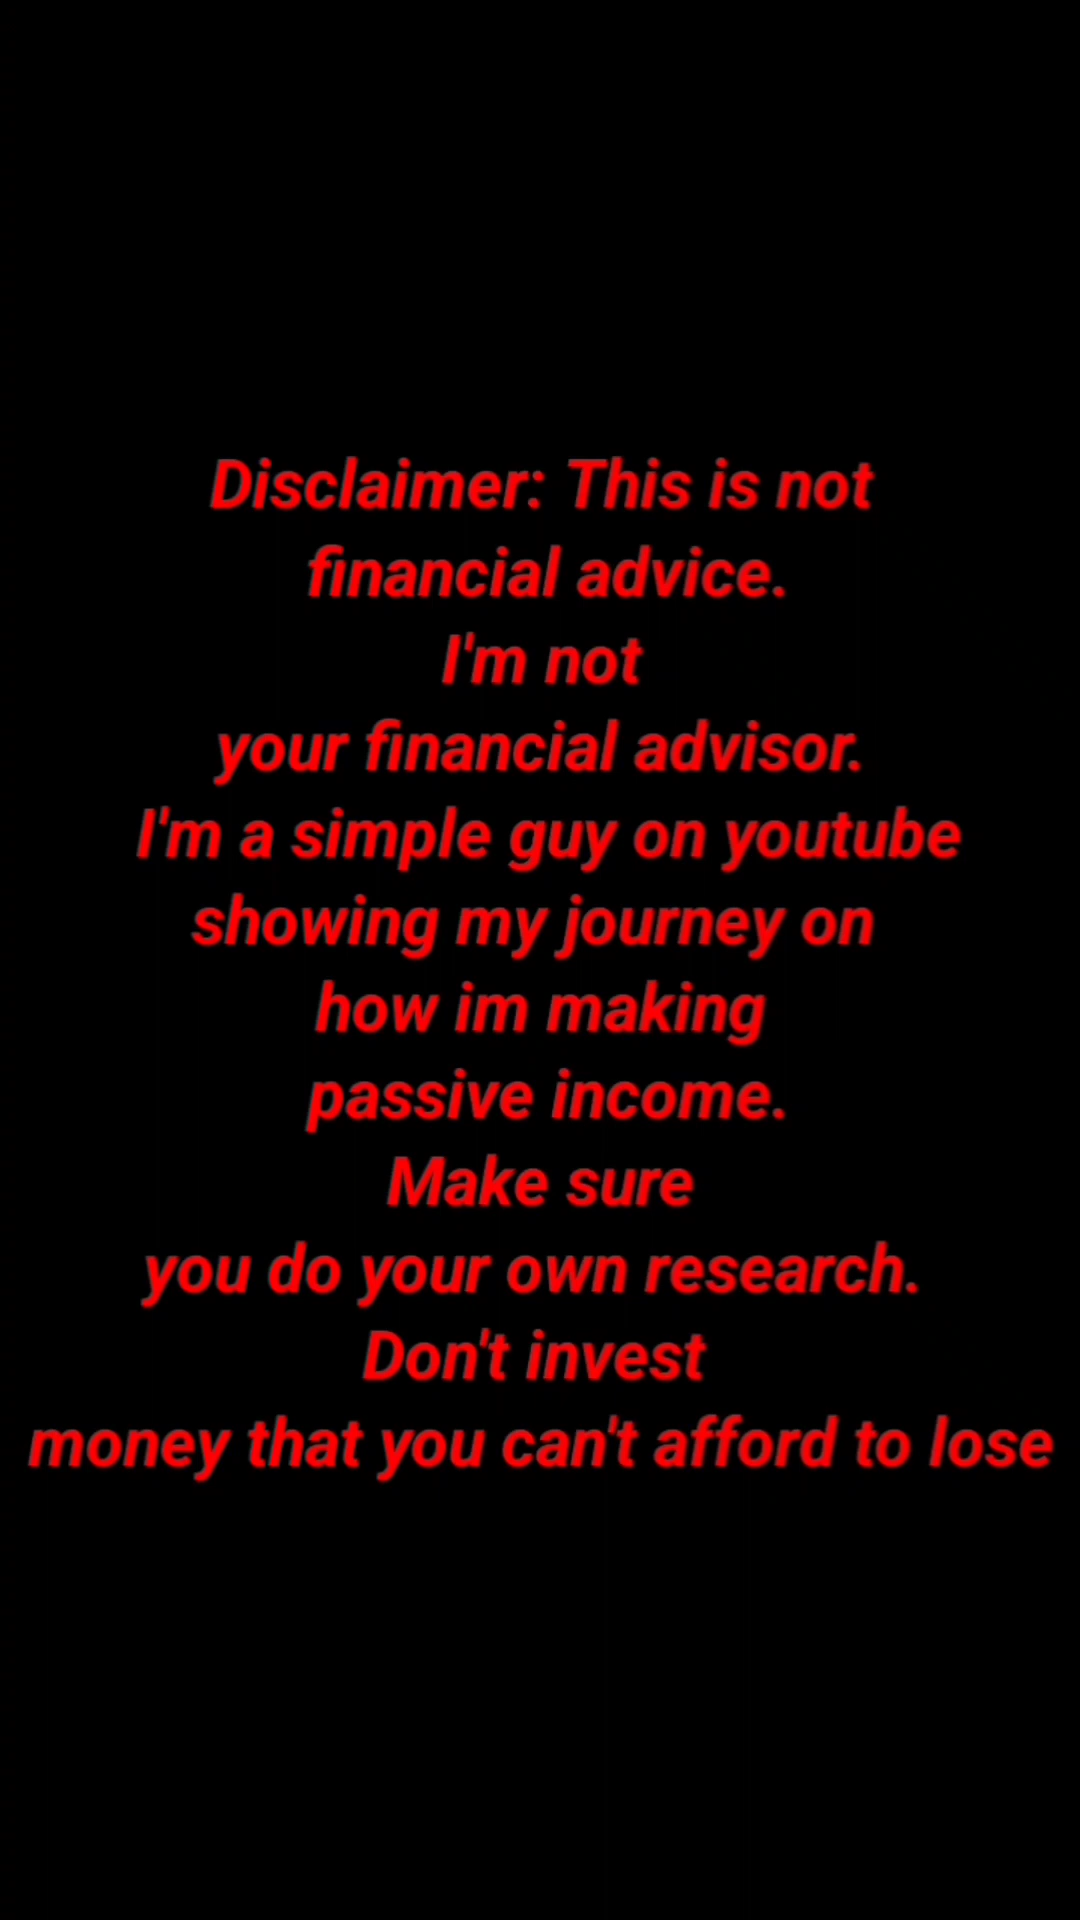 Disclaimer: This is not
financial advice.
I'm not
your financial advisor.
I'm a simple guy on youtube
showing my journey on
how im making
passive income.
Make sure
you do your own research.
Don't invest
money that you can't afford to lose